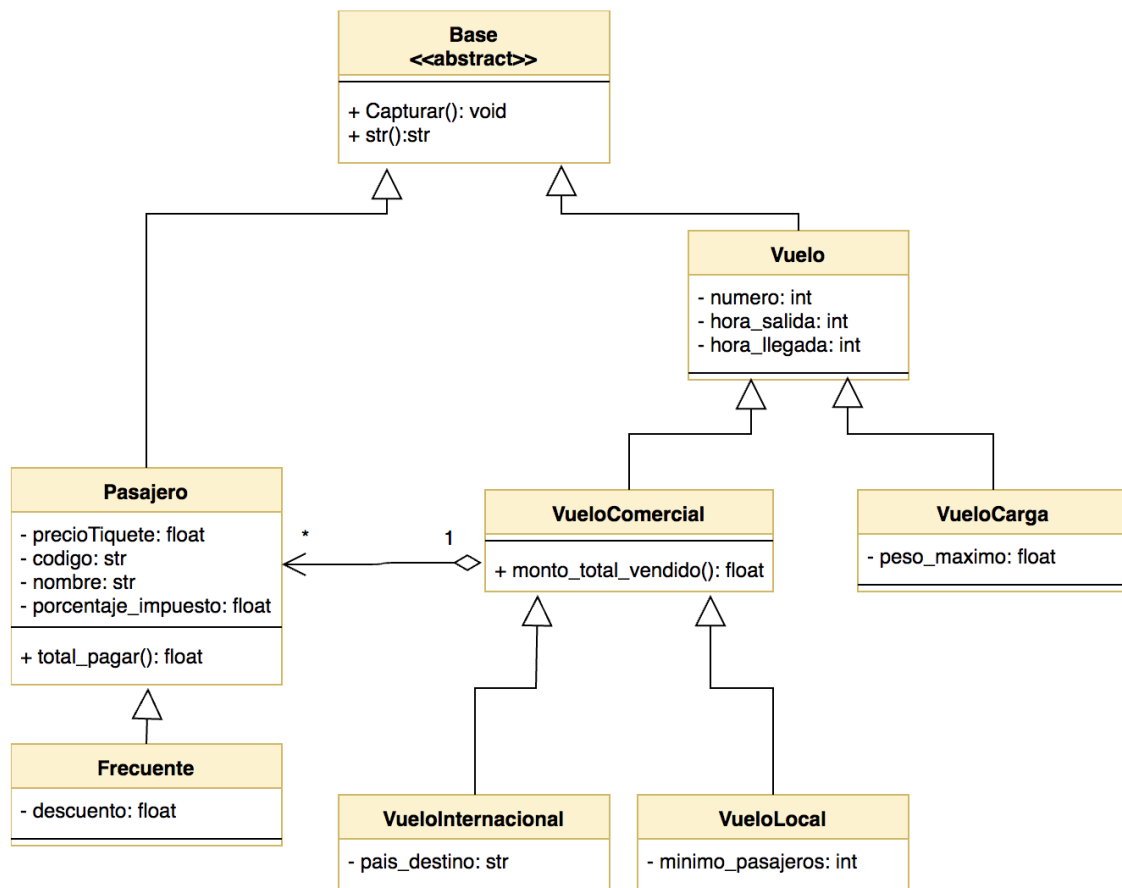 Base
<<abstract>>
+ Capturar(): void
+ str():str
Vuelo
- numero: int
- hora_salida: int
- hora_llegada: int
Pasajero
- precioTiquete: float
- codigo: str
- nombre: str
- porcentaje_impuesto: float
+ total_pagar(): float
*
1
VueloComercial
+ monto_total_vendido(): float
VueloCarga
- peso_maximo: float
Frecuente
- descuento: float
VueloInternacional
- pais_destino: str
VueloLocal
- minimo_pasajeros: int